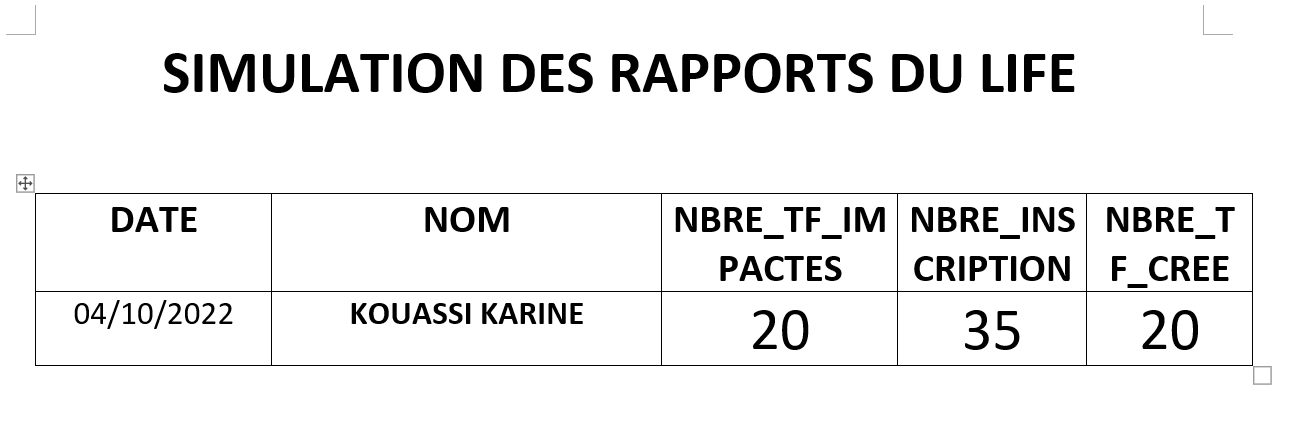 SIMULATION DES RAPPORTS DU LIFE
DATE NOM NBRE_TF_IM NBRE_INS NBRE_T
PACTES CRIPTION F_CREE
04/10/2022 KOUASSI KARINE 20 35 20